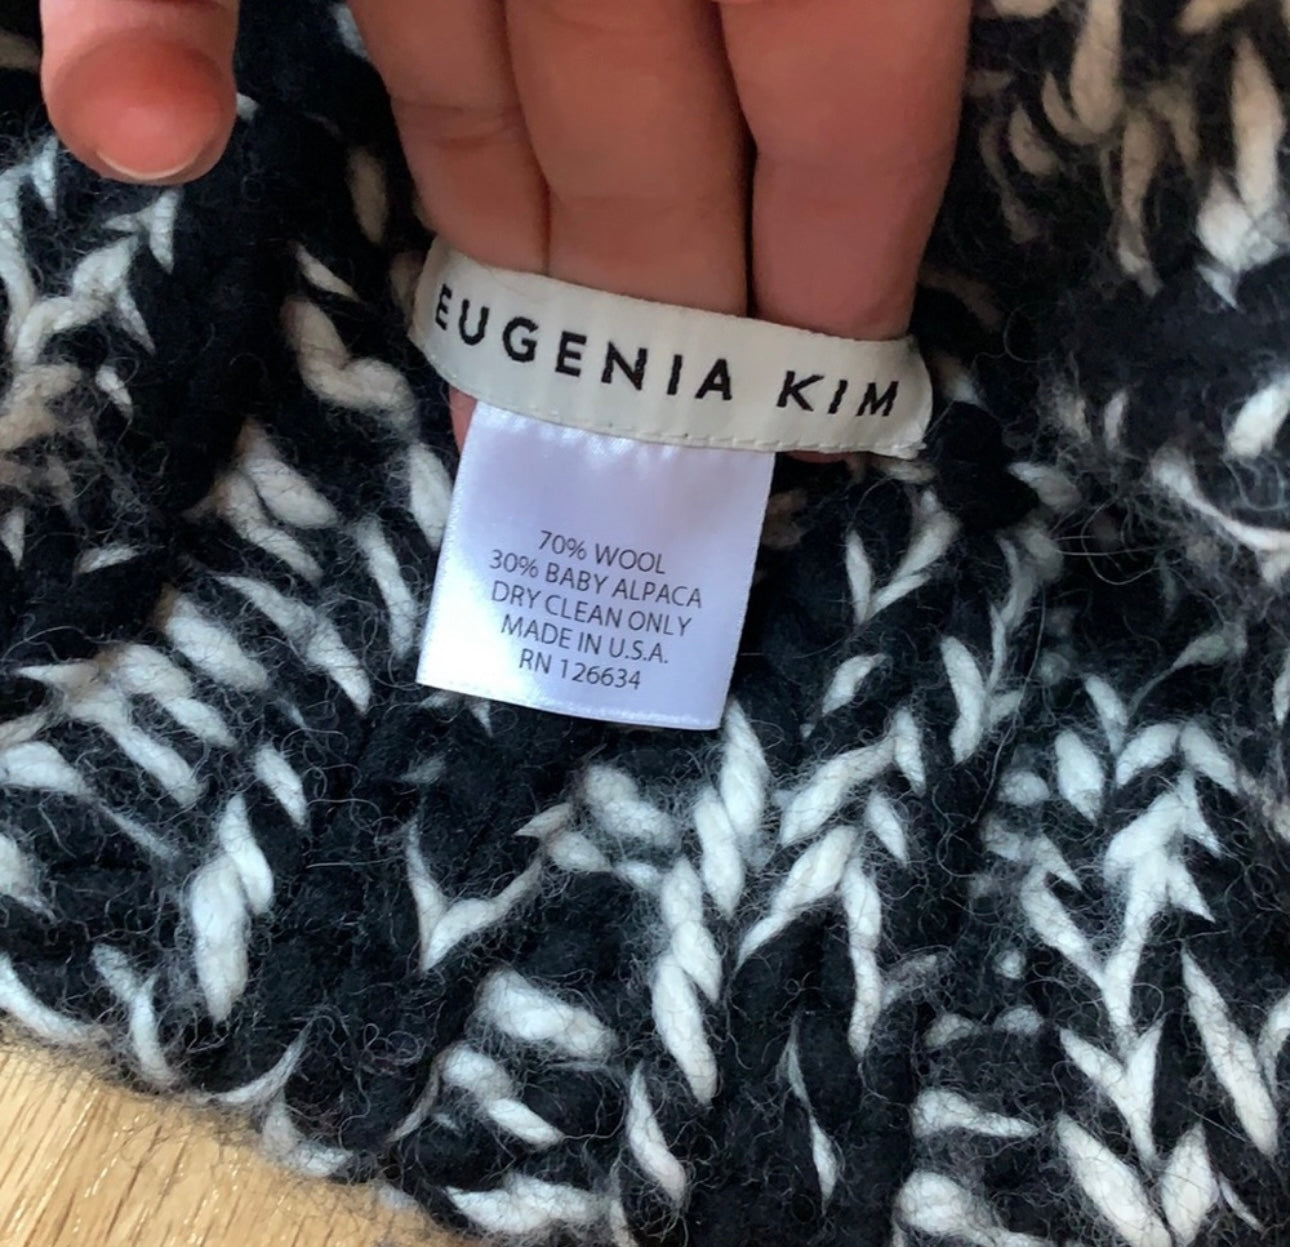 EUGENIA KIM
70% WOOL
30% BABY ALPACA
DRY CLEAN ONLY
MADE IN U.S.A.
RN 126634